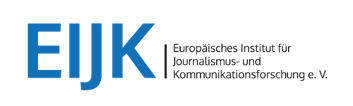 EIJK
Europäisches Institut für
Journalismus- und
Kommunikationsforschung e. V.